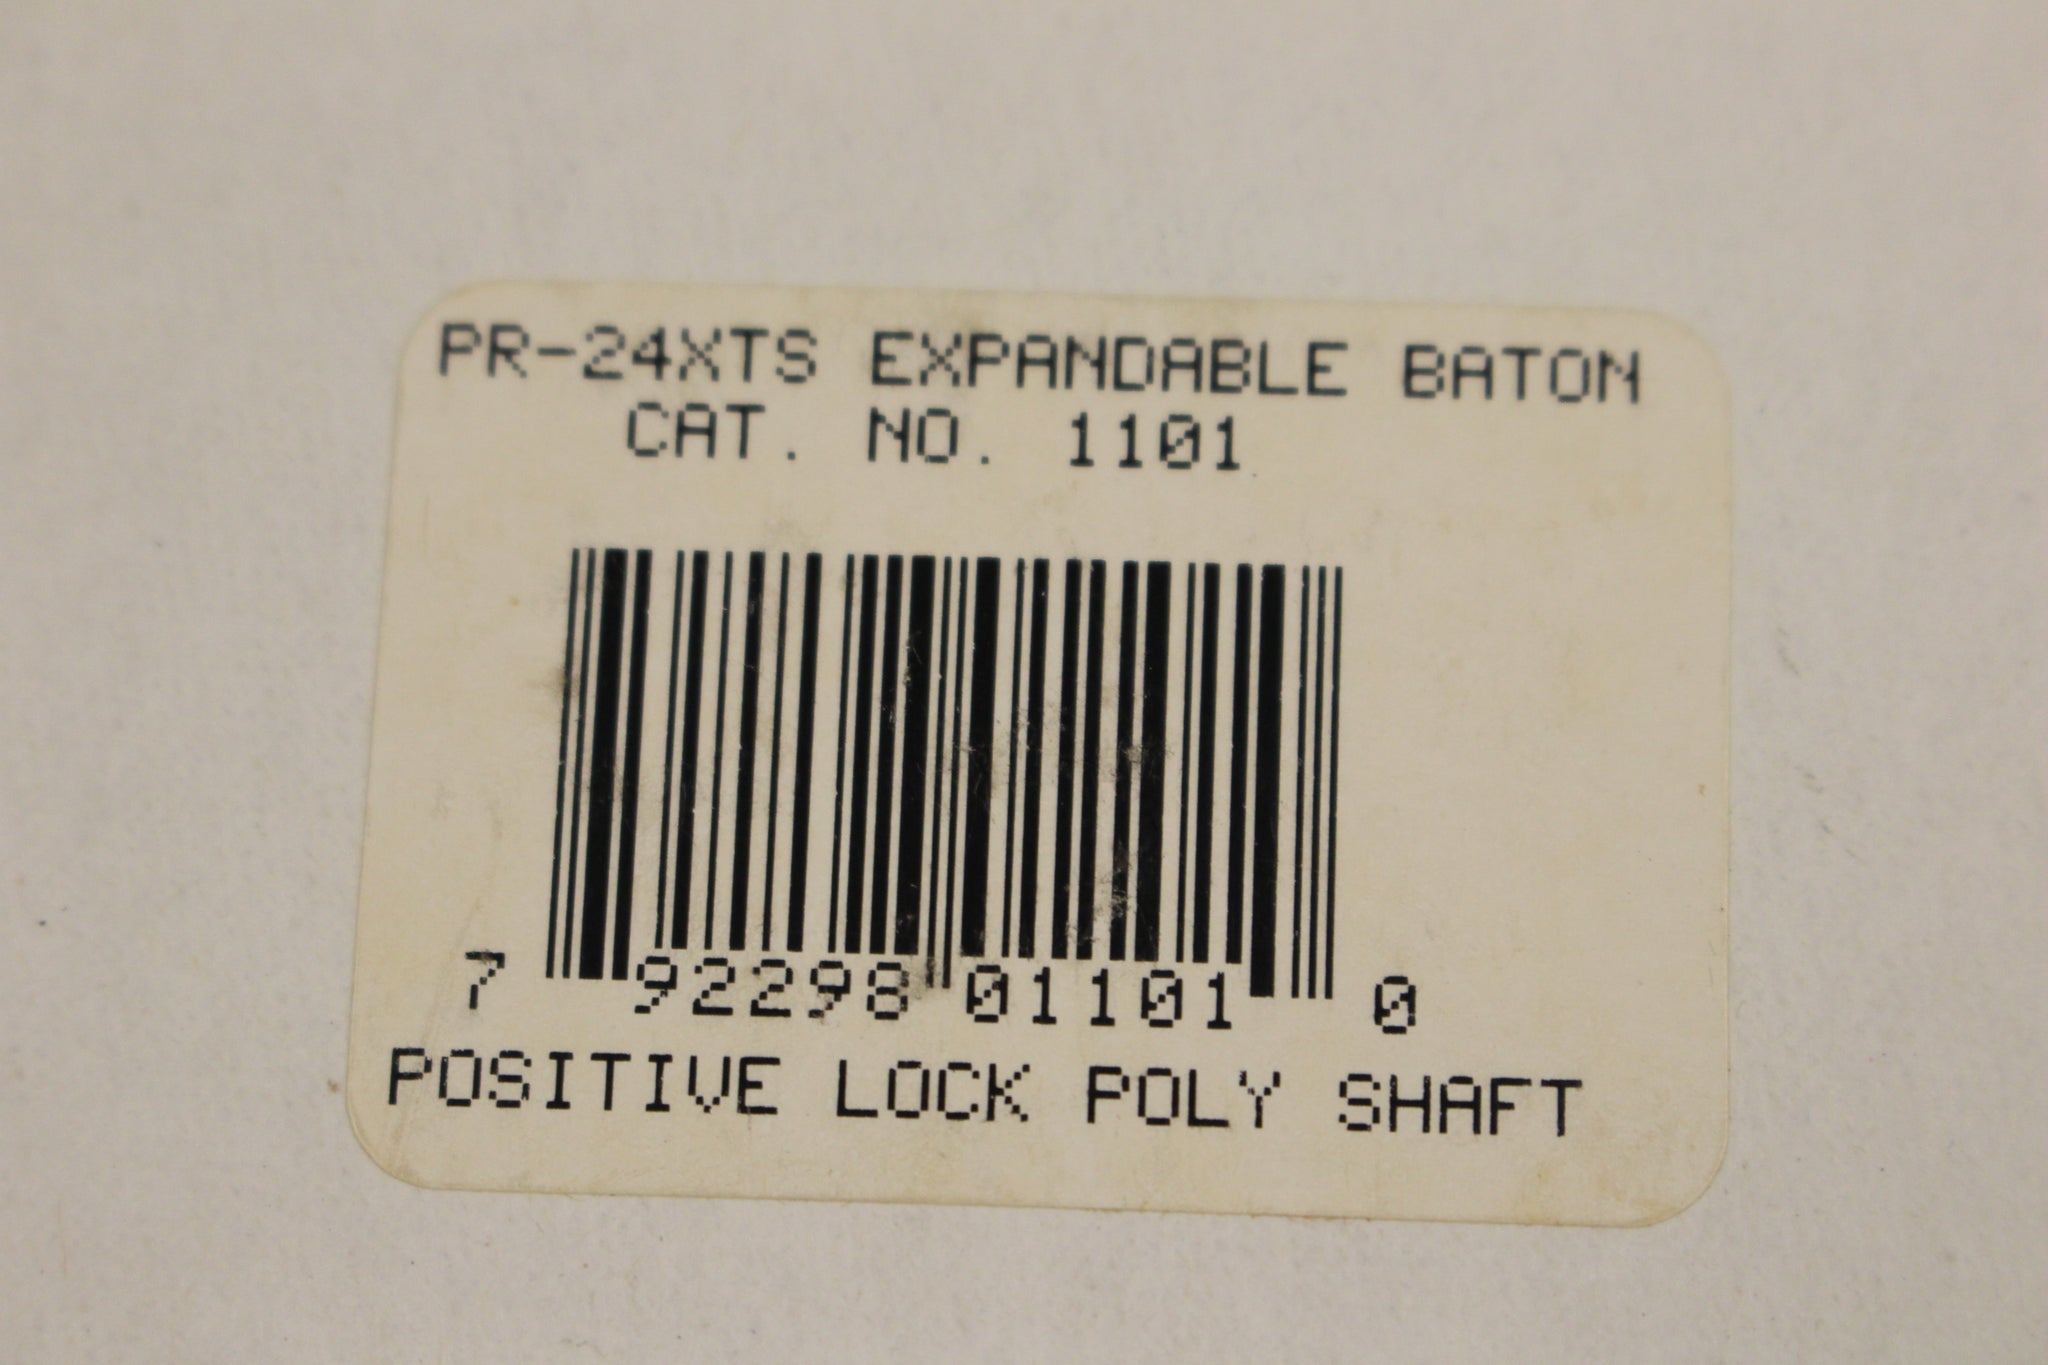 PR-24XTS EXPANDABLE BATON
CAT. NO. 1101
7 92298 01101 0
POSITIVE LOCK POLY SHAFT